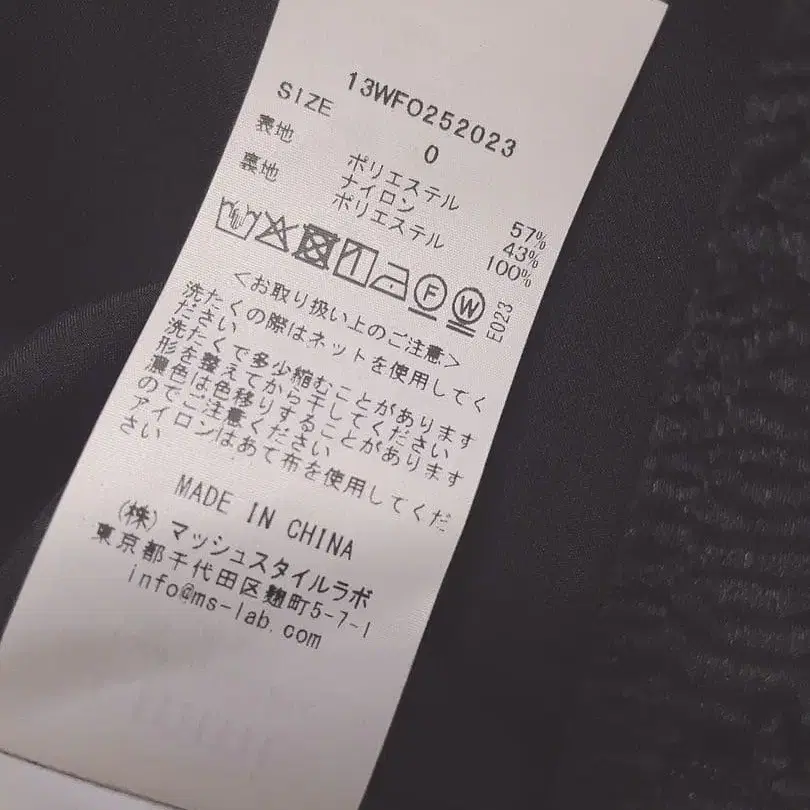 13WFO252023
SIZE 0
表地 ポリエステル 57%
ナイロン 43%
裏地 ポリエステル 100%
F W E023
<お取り扱い上のご注意>
洗たくの際はネットを使用してく
ださい
洗たくで多少縮むことがあります
形を整えてから干してください
濃色は色移りすることがあります
のでご注意ください
アイロンはあて布を使用してくだ
さい
MADE IN CHINA
(株)マッシュスタイルラボ
東京都千代田区麹町5-7-1
info@ms-lab.com